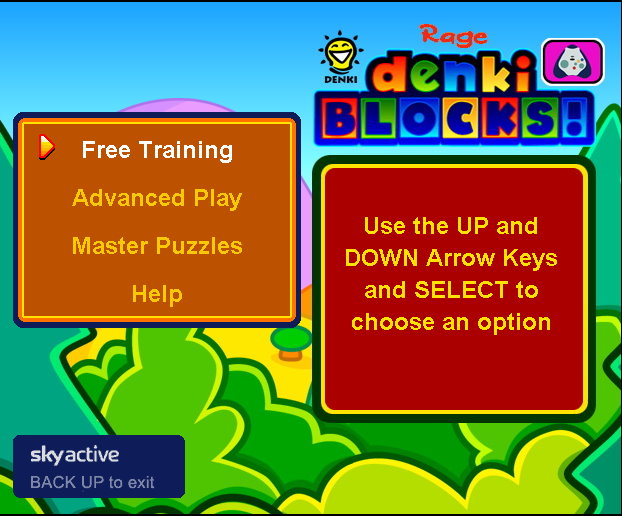 Rage
DENKI
denki
BLOCKS!
Free Training
Advanced Play
Master Puzzles
Help
Use the UP and
DOWN Arrow Keys
and SELECT to
choose an option
skyactive
BACK UP to exit